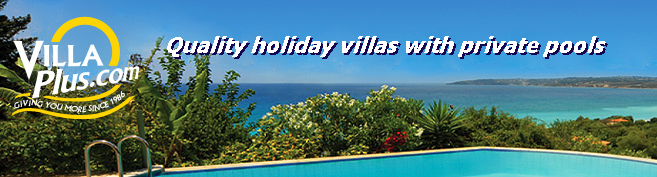 Quality holiday villas with private pools
VILLA
PLUS.COM
GIVING YOU MORE SINCE 1986